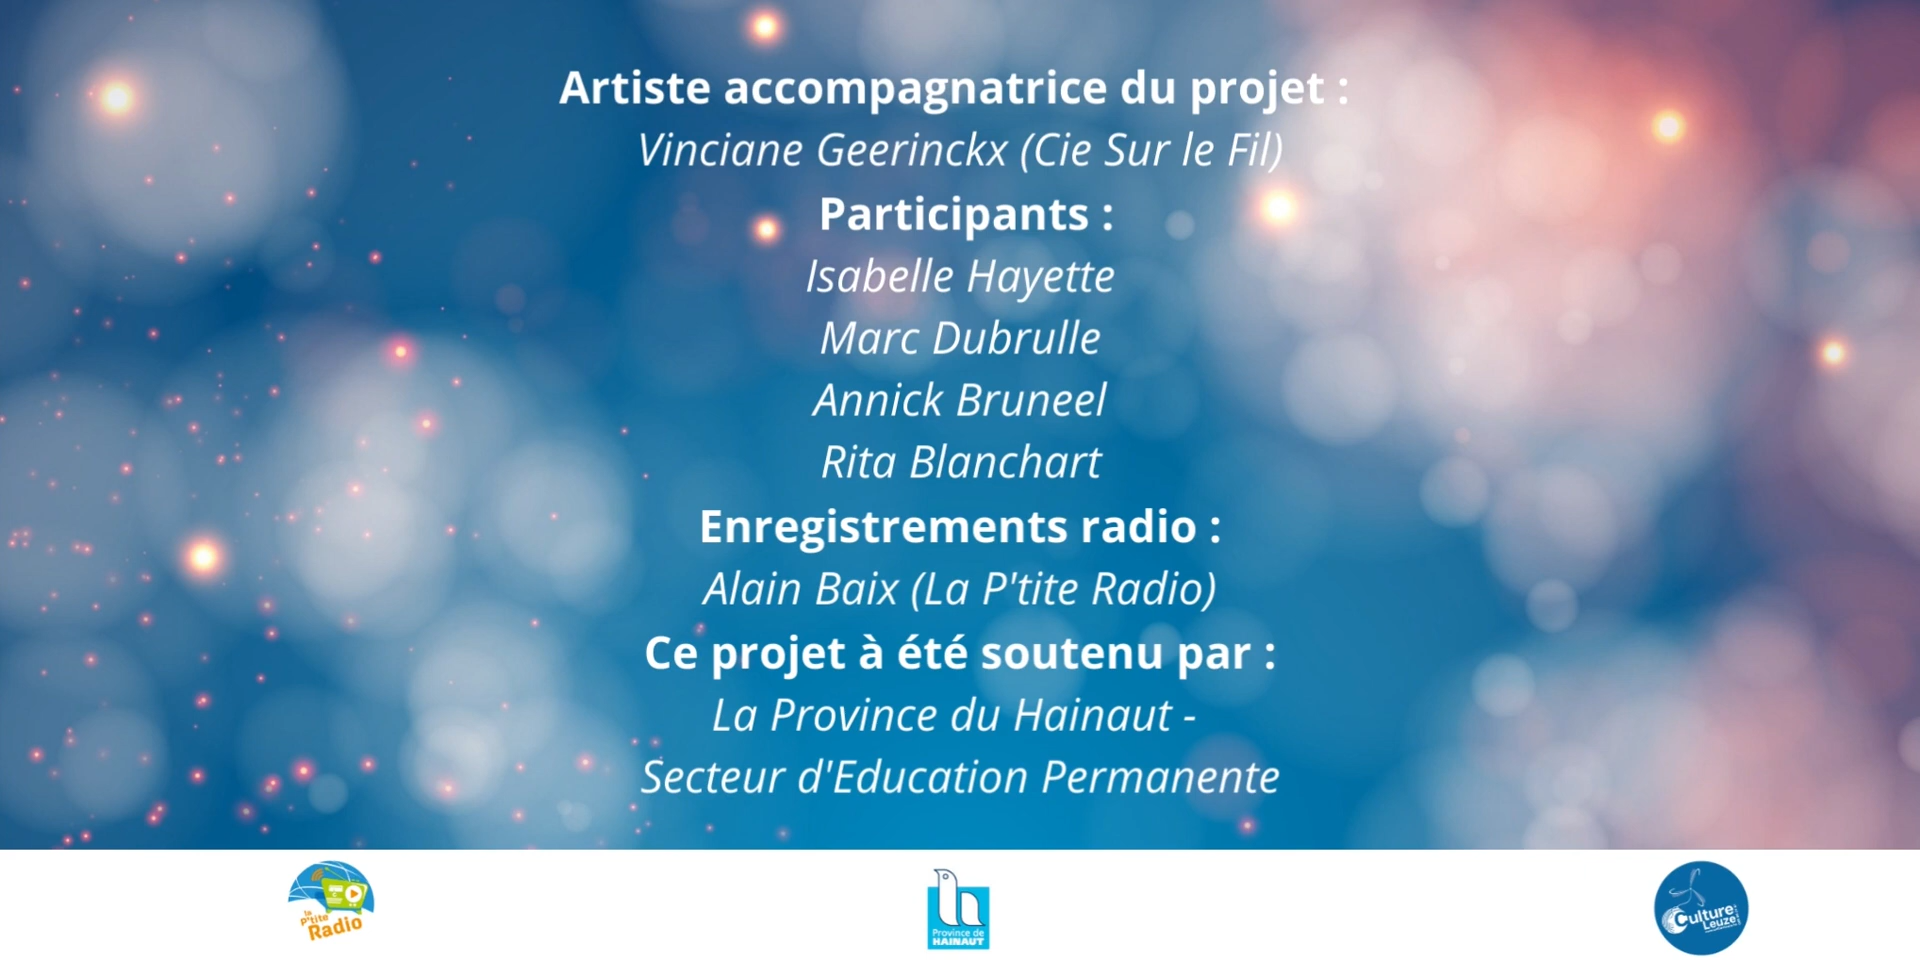 Artiste accompagnatrice du projet :
Vinciane Geerinckx (Cie Sur le Fil)
Participants :
Isabelle Hayette
Marc Dubrulle
Annick Bruneel
Rita Blanchart
Enregistrements radio :
Alain Baix (La P'tite Radio)
Ce projet à été soutenu par :
La Province du Hainaut -
Secteur d'Education Permanente
la
P'tite
Radio
Province de
HAINAUT
Culture
Leuze